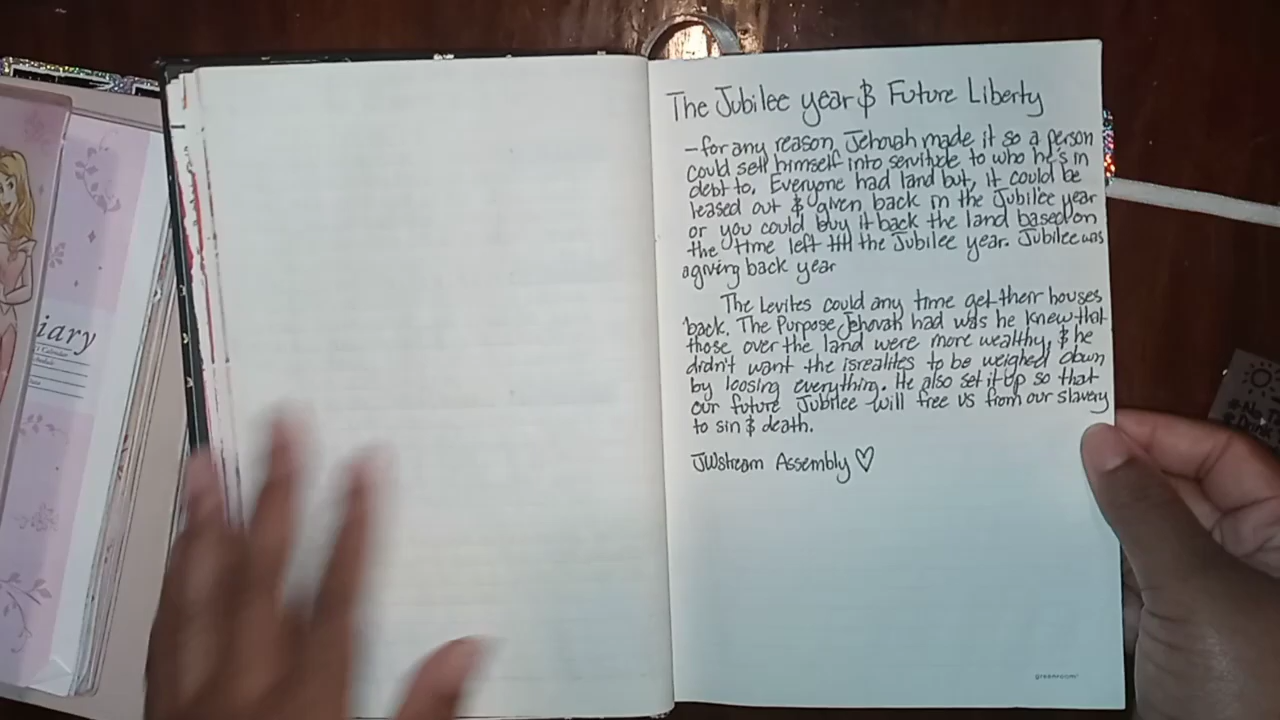 iary
The Jubilee year & Future Liberty
- for any reason, Jehovah made it so a person
could sell himself into servitude to who he's in
debt to. Everyone had land but, it could be
leased out & given back in the Jubilee year
or you could buy it back the land based on
the time left till the Jubilee year. Jubilee was
a giving back year
The Levites could any time get their houses
back. The Purpose Jehovah had was he knew that
those over the land were more wealthy, & he
didn't want the isrealites to be weighed down
by loosing everything. He also set it up so that
our future Jubilee will free us from our slavery
to sin & death.
JWstream Assembly ♡
greenroom